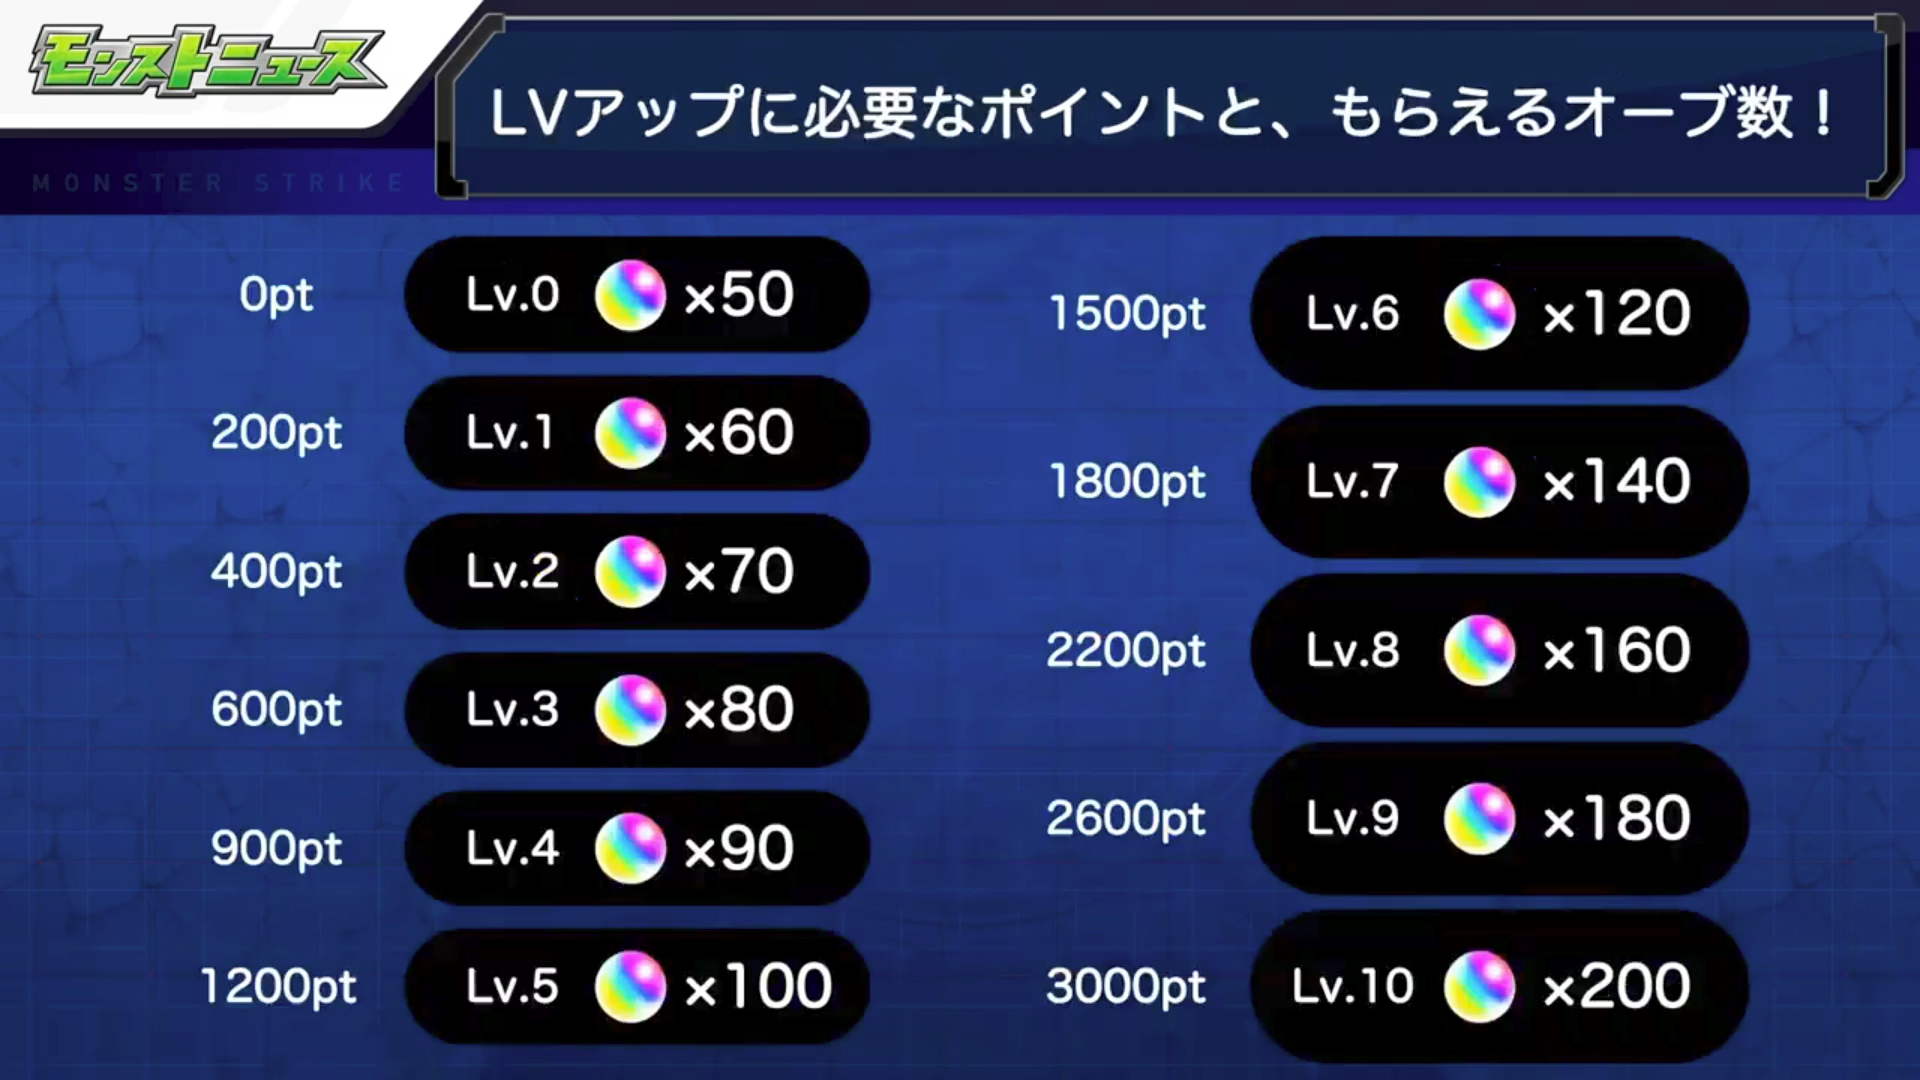 モンストニュース
MONSTER STRIKE
LVアップに必要なポイントと、もらえるオーブ数！
0pt Lv.0 ×50
200pt Lv.1 ×60
400pt Lv.2 ×70
600pt Lv.3 ×80
900pt Lv.4 ×90
1200pt Lv.5 ×100
1500pt Lv.6 ×120
1800pt Lv.7 ×140
2200pt Lv.8 ×160
2600pt Lv.9 ×180
3000pt Lv.10 ×200